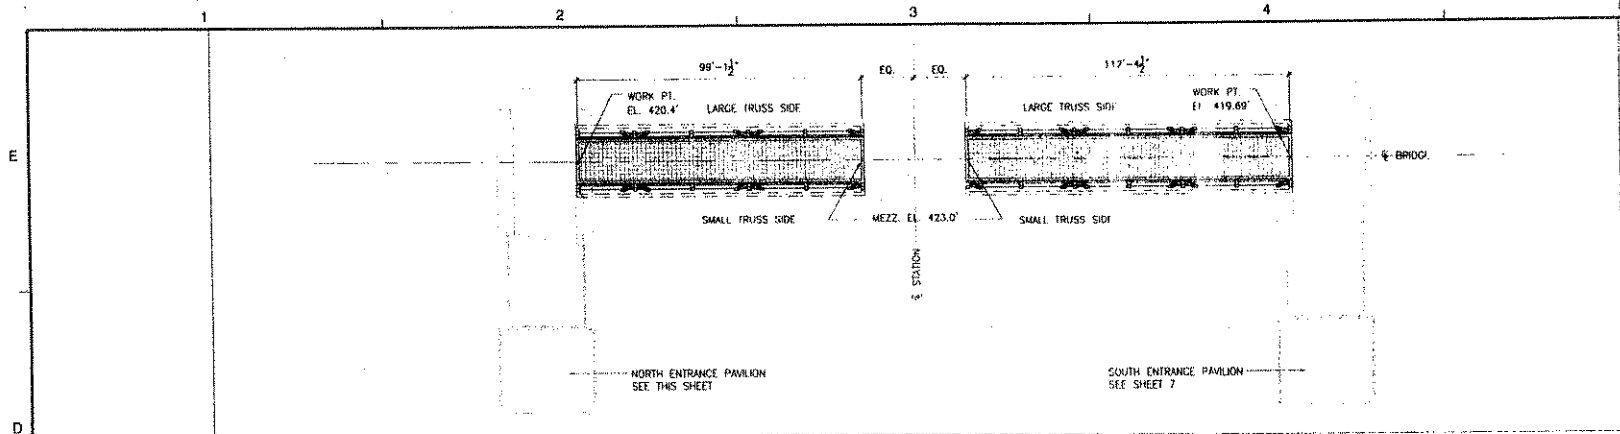 1 2 3 4
99'-1½" EQ. EQ. 112'-4½"
WORK PT.
EL. 420.4'
LARGE TRUSS SIDE
LARGE TRUSS SIDE
WORK PT.
EL 419.69'
E
℄ BRIDGE
SMALL TRUSS SIDE
MEZZ. EL. 423.0'
SMALL TRUSS SIDE
℄ STATION
NORTH ENTRANCE PAVILION
SEE THIS SHEET
SOUTH ENTRANCE PAVILION
SEE SHEET 7
D